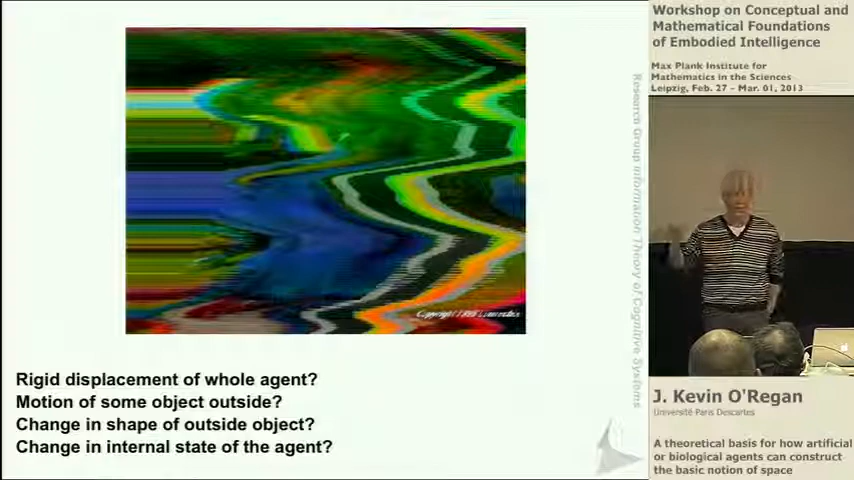 Workshop on Conceptual and
Mathematical Foundations
of Embodied Intelligence
Max Plank Institute for
Mathematics in the Sciences
Leipzig, Feb. 27 – Mar. 01, 2013
Research Group Information Theory of Cognitive Systems
Rigid displacement of whole agent?
Motion of some object outside?
Change in shape of outside object?
Change in internal state of the agent?
J. Kevin O'Regan
Université Paris Descartes
A theoretical basis for how artificial
or biological agents can construct
the basic notion of space